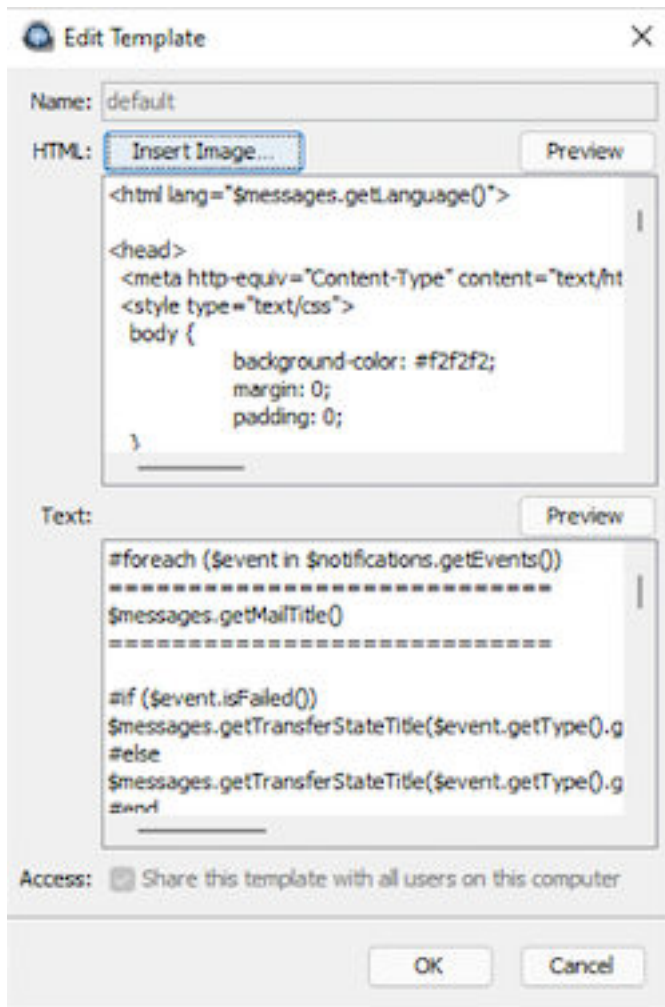 Edit Template
Name: default
HTML: Insert Image... Preview
<html lang="$messages.getLanguage()">
<head>
<meta http-equiv="Content-Type" content="text/ht
<style type="text/css">
body {
background-color: #f2f2f2;
margin: 0;
padding: 0;
}
Text: Preview
#foreach ($event in $notifications.getEvents())
============================
$messages.getMailTitle()
============================
#if ($event.isFailed())
$messages.getTransferStateTitle($event.getType().g
#else
$messages.getTransferStateTitle($event.getType().g
#end
Access: Share this template with all users on this computer
OK Cancel